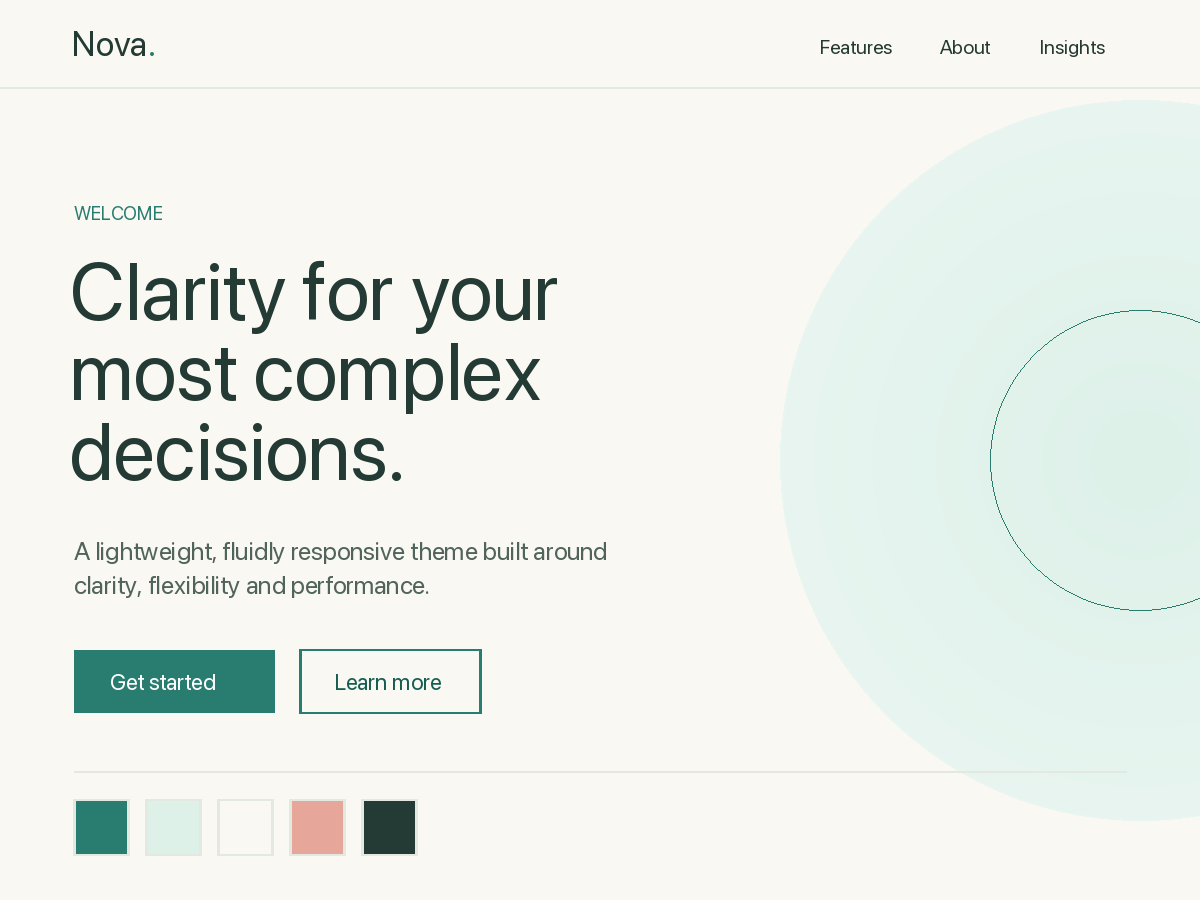 Nova.
Features
About
Insights
WELCOME
Clarity for your
most complex
decisions.
A lightweight, fluidly responsive theme built around
clarity, flexibility and performance.
Get started
Learn more